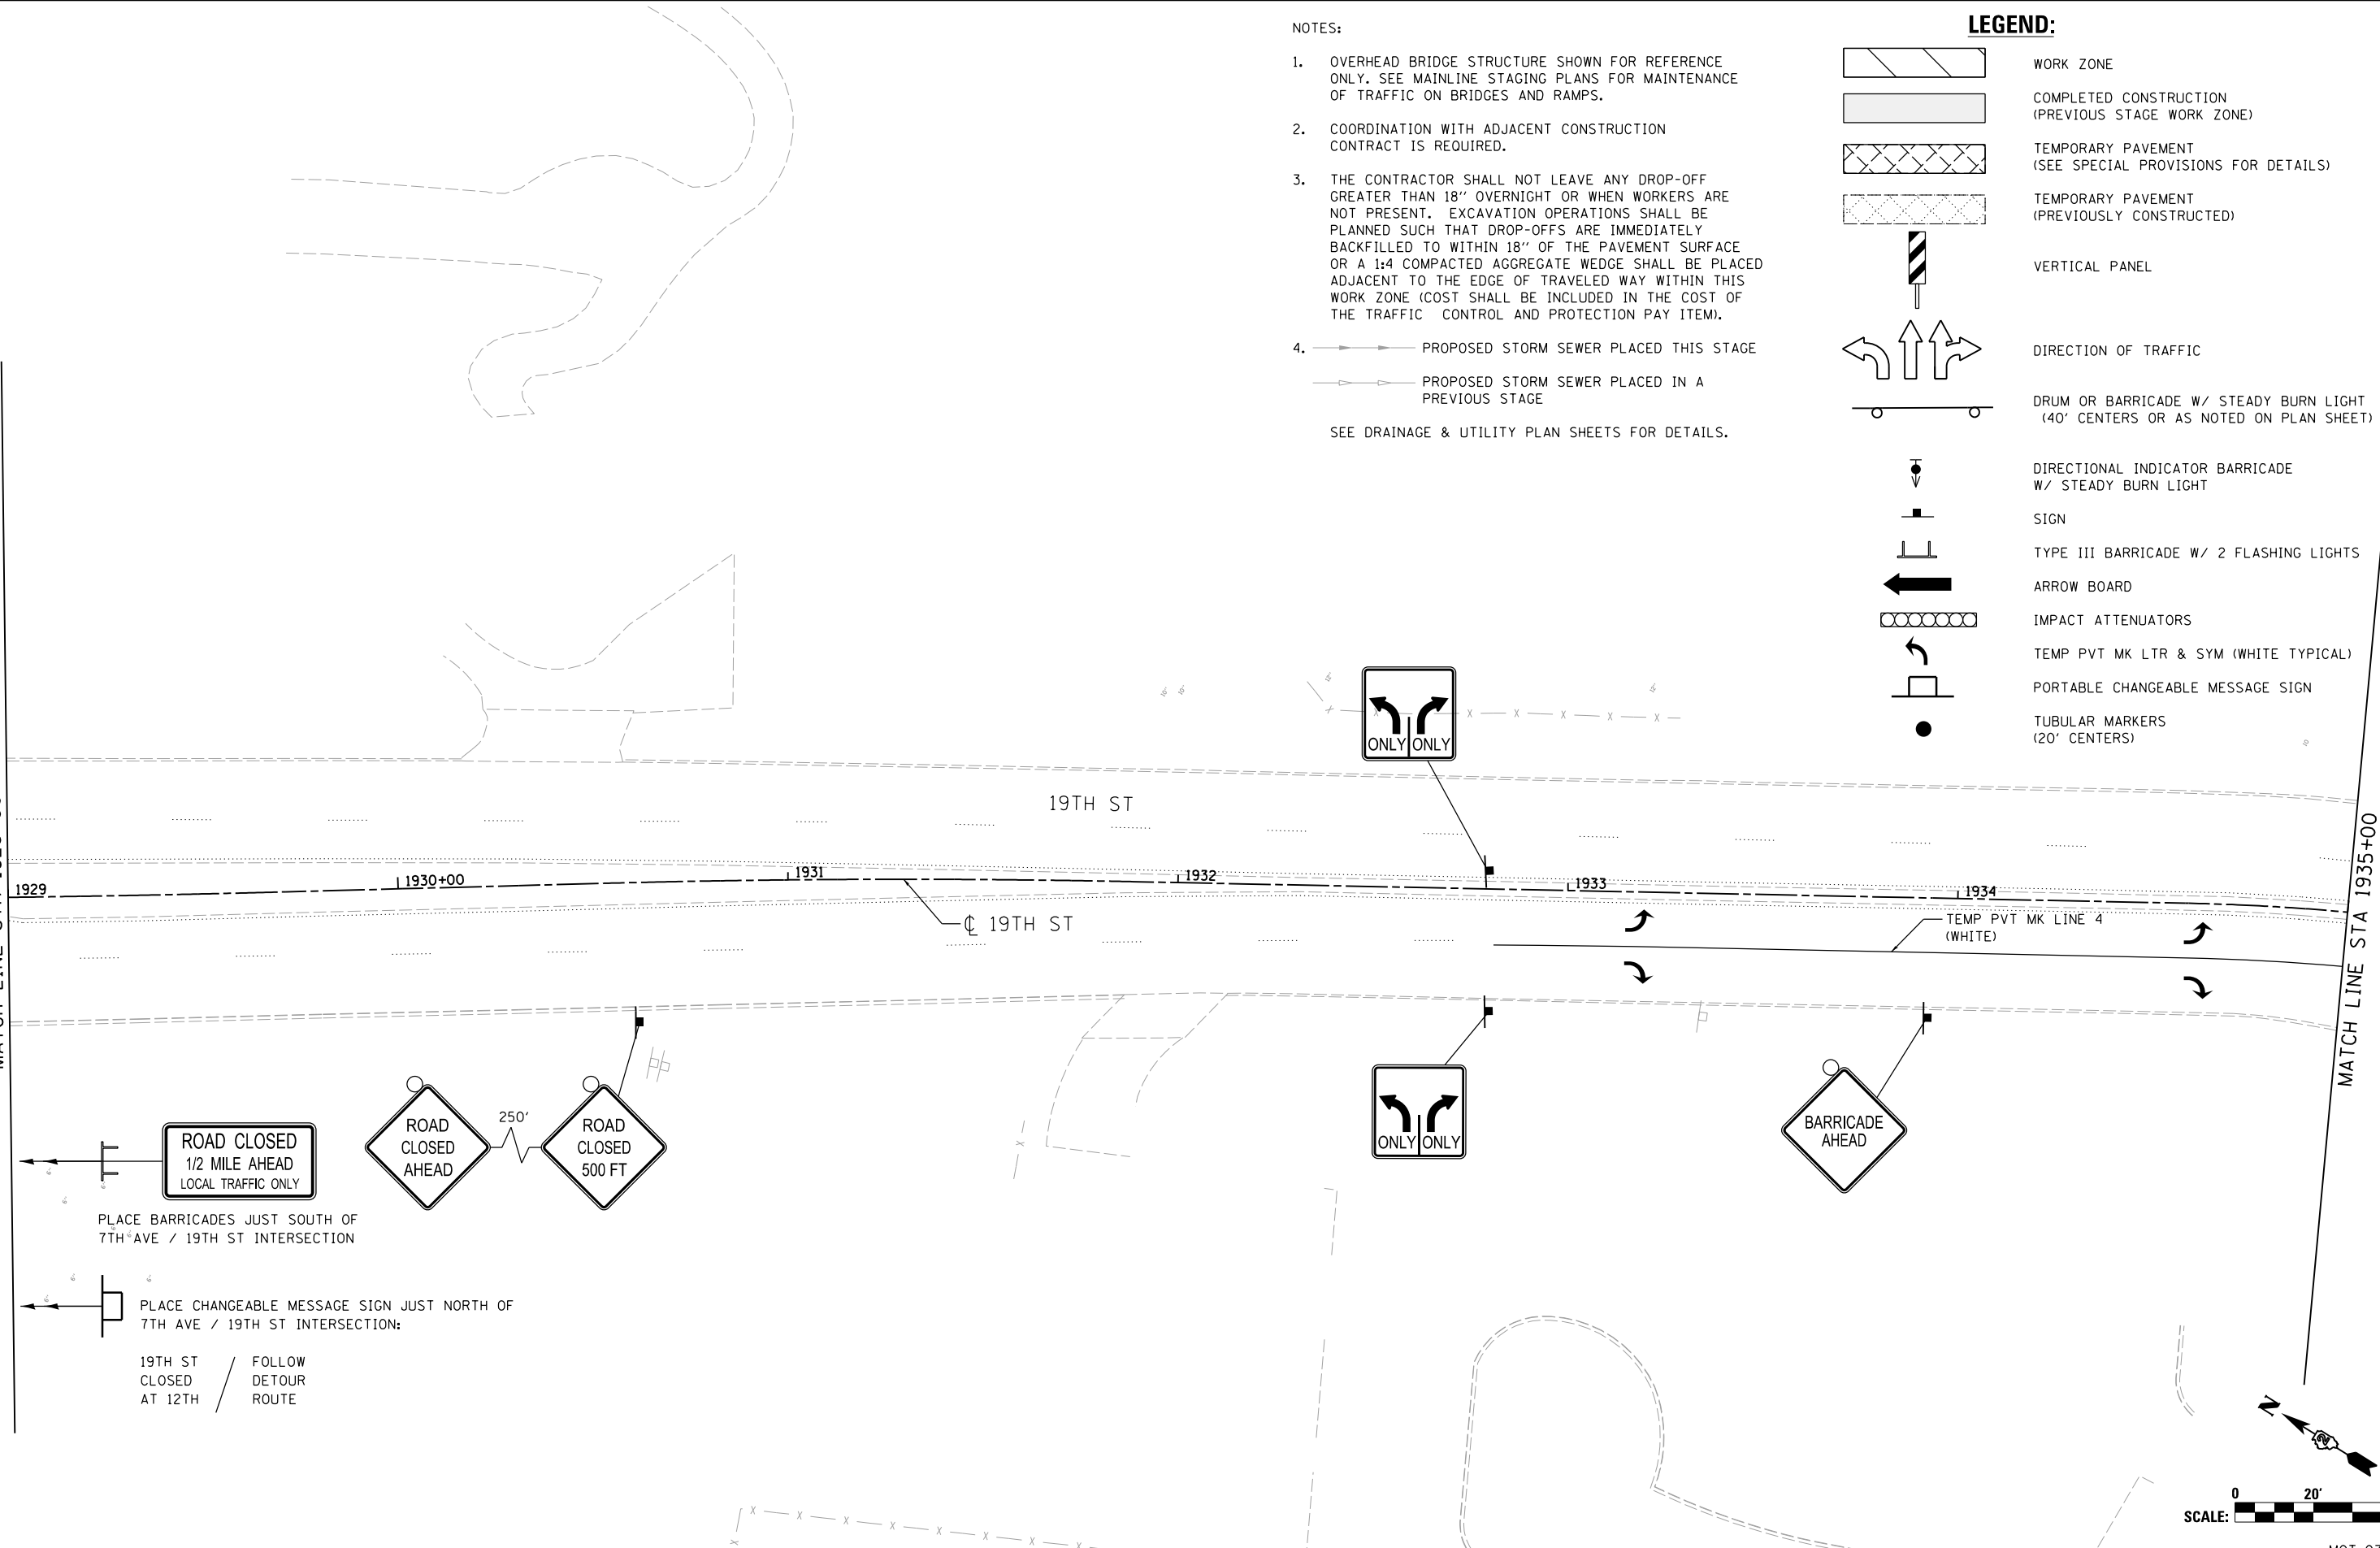 NOTES:
1. OVERHEAD BRIDGE STRUCTURE SHOWN FOR REFERENCE
ONLY. SEE MAINLINE STAGING PLANS FOR MAINTENANCE
OF TRAFFIC ON BRIDGES AND RAMPS.
2. COORDINATION WITH ADJACENT CONSTRUCTION
CONTRACT IS REQUIRED.
3. THE CONTRACTOR SHALL NOT LEAVE ANY DROP-OFF
GREATER THAN 18" OVERNIGHT OR WHEN WORKERS ARE
NOT PRESENT. EXCAVATION OPERATIONS SHALL BE
PLANNED SUCH THAT DROP-OFFS ARE IMMEDIATELY
BACKFILLED TO WITHIN 18" OF THE PAVEMENT SURFACE
OR A 1:4 COMPACTED AGGREGATE WEDGE SHALL BE PLACED
ADJACENT TO THE EDGE OF TRAVELED WAY WITHIN THIS
WORK ZONE (COST SHALL BE INCLUDED IN THE COST OF
THE TRAFFIC CONTROL AND PROTECTION PAY ITEM).
4. PROPOSED STORM SEWER PLACED THIS STAGE
PROPOSED STORM SEWER PLACED IN A
PREVIOUS STAGE
SEE DRAINAGE & UTILITY PLAN SHEETS FOR DETAILS.
LEGEND:
WORK ZONE
COMPLETED CONSTRUCTION
(PREVIOUS STAGE WORK ZONE)
TEMPORARY PAVEMENT
(SEE SPECIAL PROVISIONS FOR DETAILS)
TEMPORARY PAVEMENT
(PREVIOUSLY CONSTRUCTED)
VERTICAL PANEL
DIRECTION OF TRAFFIC
DRUM OR BARRICADE W/ STEADY BURN LIGHT
(40' CENTERS OR AS NOTED ON PLAN SHEET)
DIRECTIONAL INDICATOR BARRICADE
W/ STEADY BURN LIGHT
SIGN
TYPE III BARRICADE W/ 2 FLASHING LIGHTS
ARROW BOARD
IMPACT ATTENUATORS
TEMP PVT MK LTR & SYM (WHITE TYPICAL)
PORTABLE CHANGEABLE MESSAGE SIGN
TUBULAR MARKERS
(20' CENTERS)
ONLY ONLY
19TH ST
1929
1930+00
1931
1932
1933
1934
℄ 19TH ST
TEMP PVT MK LINE 4
(WHITE)
MATCH LINE STA 1935+00
ROAD CLOSED
1/2 MILE AHEAD
LOCAL TRAFFIC ONLY
ROAD
CLOSED
AHEAD
250'
ROAD
CLOSED
500 FT
ONLY ONLY
BARRICADE
AHEAD
PLACE BARRICADES JUST SOUTH OF
7TH AVE / 19TH ST INTERSECTION
PLACE CHANGEABLE MESSAGE SIGN JUST NORTH OF
7TH AVE / 19TH ST INTERSECTION:
19TH ST / FOLLOW
CLOSED DETOUR
AT 12TH ROUTE
N
2
0 20'
SCALE: